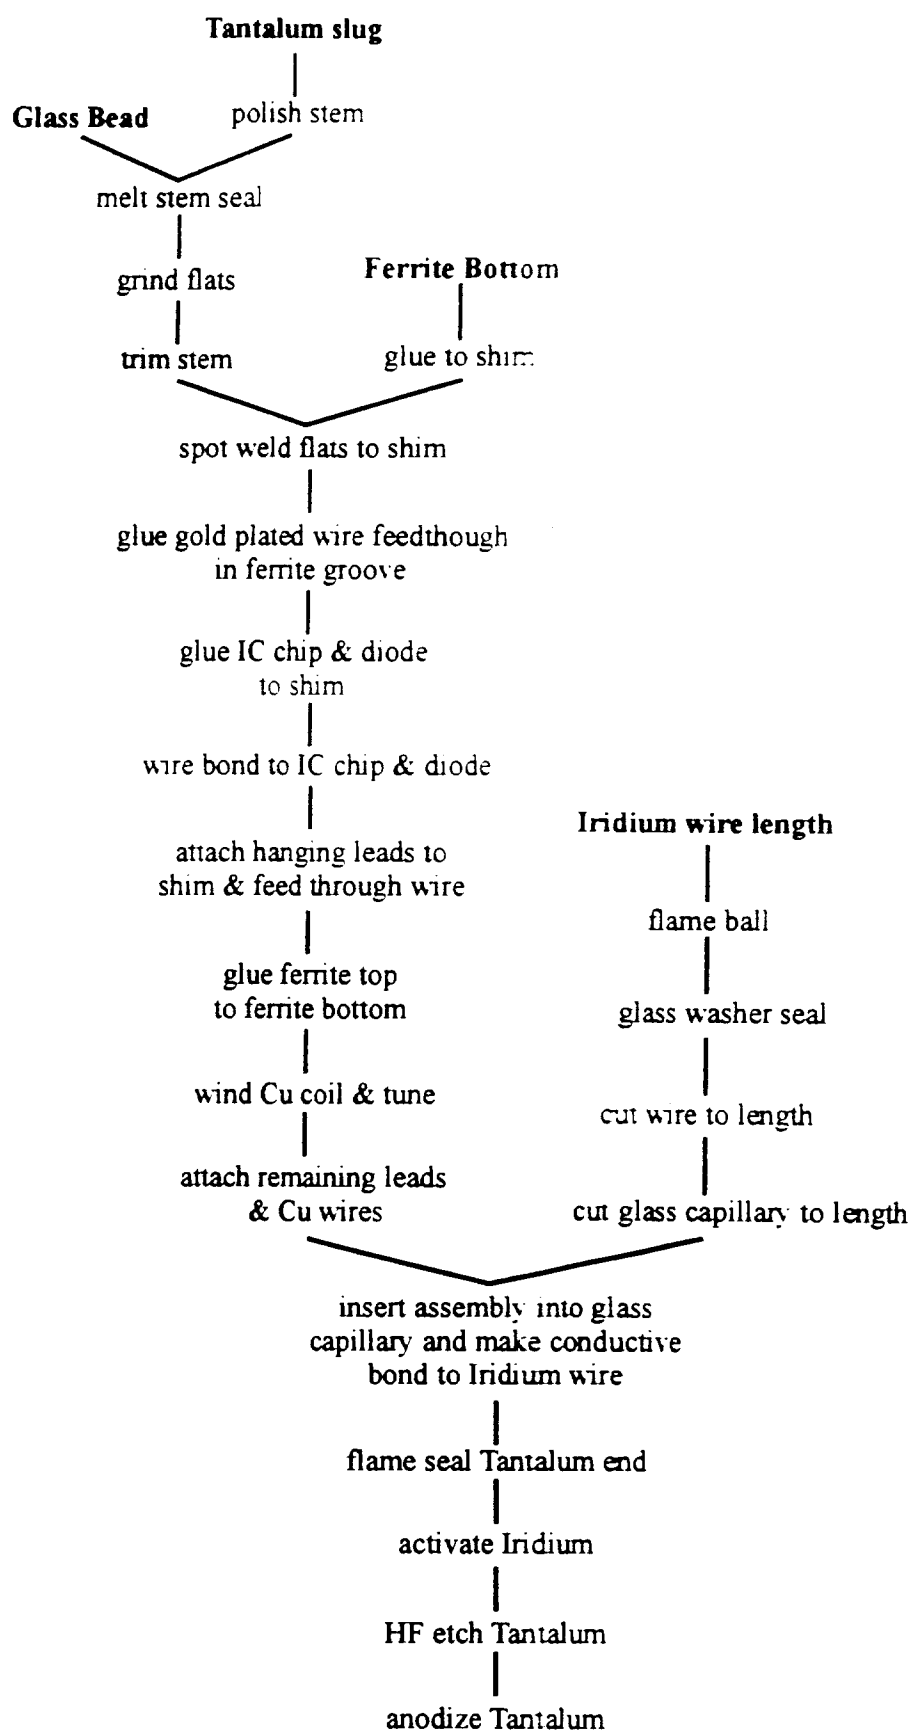 Tantalum slug
Glass Bead
polish stem
melt stem seal
grind flats
Ferrite Bottom
trim stem
glue to shim
spot weld flats to shim
glue gold plated wire feedthough
in ferrite groove
glue IC chip & diode
to shim
wire bond to IC chip & diode
Iridium wire length
attach hanging leads to
shim & feed through wire
flame ball
glue ferrite top
to ferrite bottom
glass washer seal
wind Cu coil & tune
cut wire to length
attach remaining leads
& Cu wires
cut glass capillary to length
insert assembly into glass
capillary and make conductive
bond to Iridium wire
flame seal Tantalum end
activate Iridium
HF etch Tantalum
anodize Tantalum